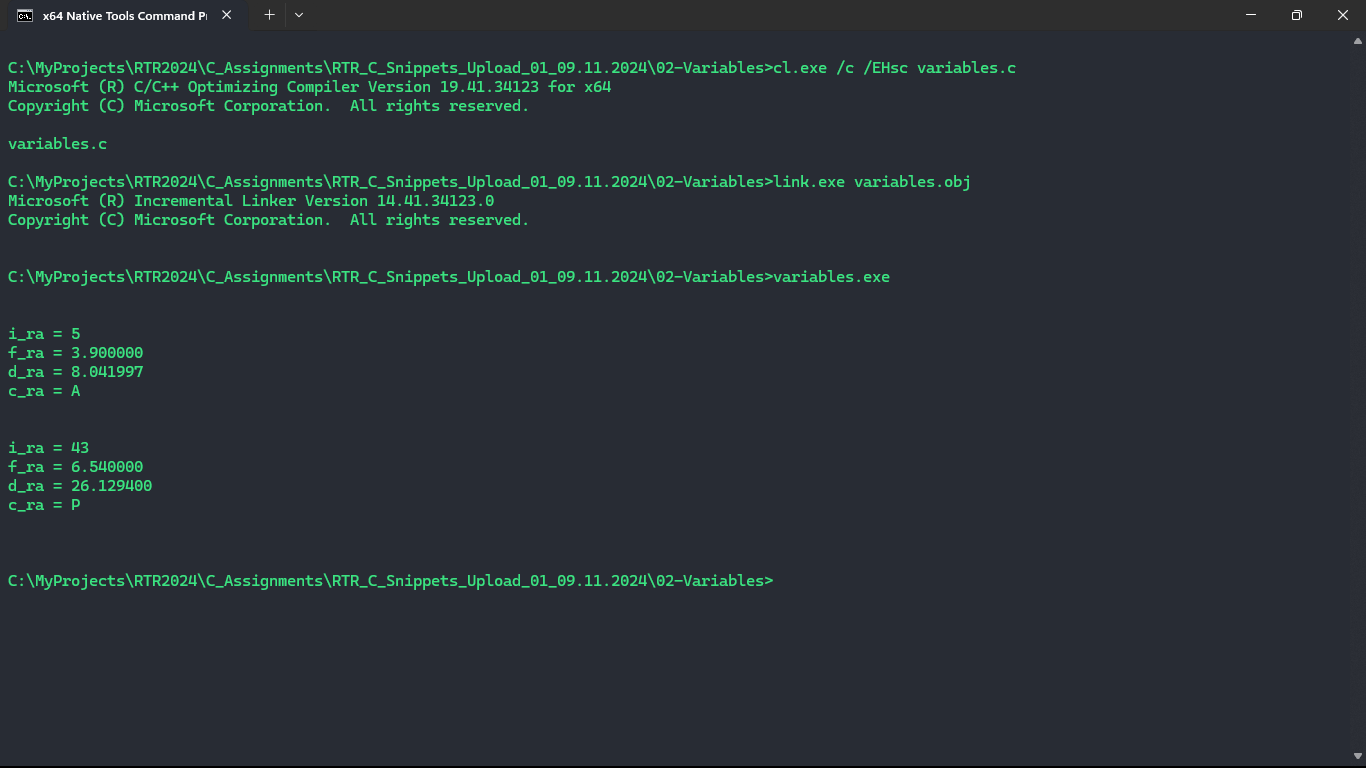 x64 Native Tools Command P
C:\MyProjects\RTR2024\C_Assignments\RTR_C_Snippets_Upload_01_09.11.2024\02-Variables>cl.exe /c /EHsc variables.c
Microsoft (R) C/C++ Optimizing Compiler Version 19.41.34123 for x64
Copyright (C) Microsoft Corporation.  All rights reserved.
variables.c
C:\MyProjects\RTR2024\C_Assignments\RTR_C_Snippets_Upload_01_09.11.2024\02-Variables>link.exe variables.obj
Microsoft (R) Incremental Linker Version 14.41.34123.0
Copyright (C) Microsoft Corporation.  All rights reserved.
C:\MyProjects\RTR2024\C_Assignments\RTR_C_Snippets_Upload_01_09.11.2024\02-Variables>variables.exe
i_ra = 5
f_ra = 3.900000
d_ra = 8.041997
c_ra = A
i_ra = 43
f_ra = 6.540000
d_ra = 26.129400
c_ra = P
C:\MyProjects\RTR2024\C_Assignments\RTR_C_Snippets_Upload_01_09.11.2024\02-Variables>